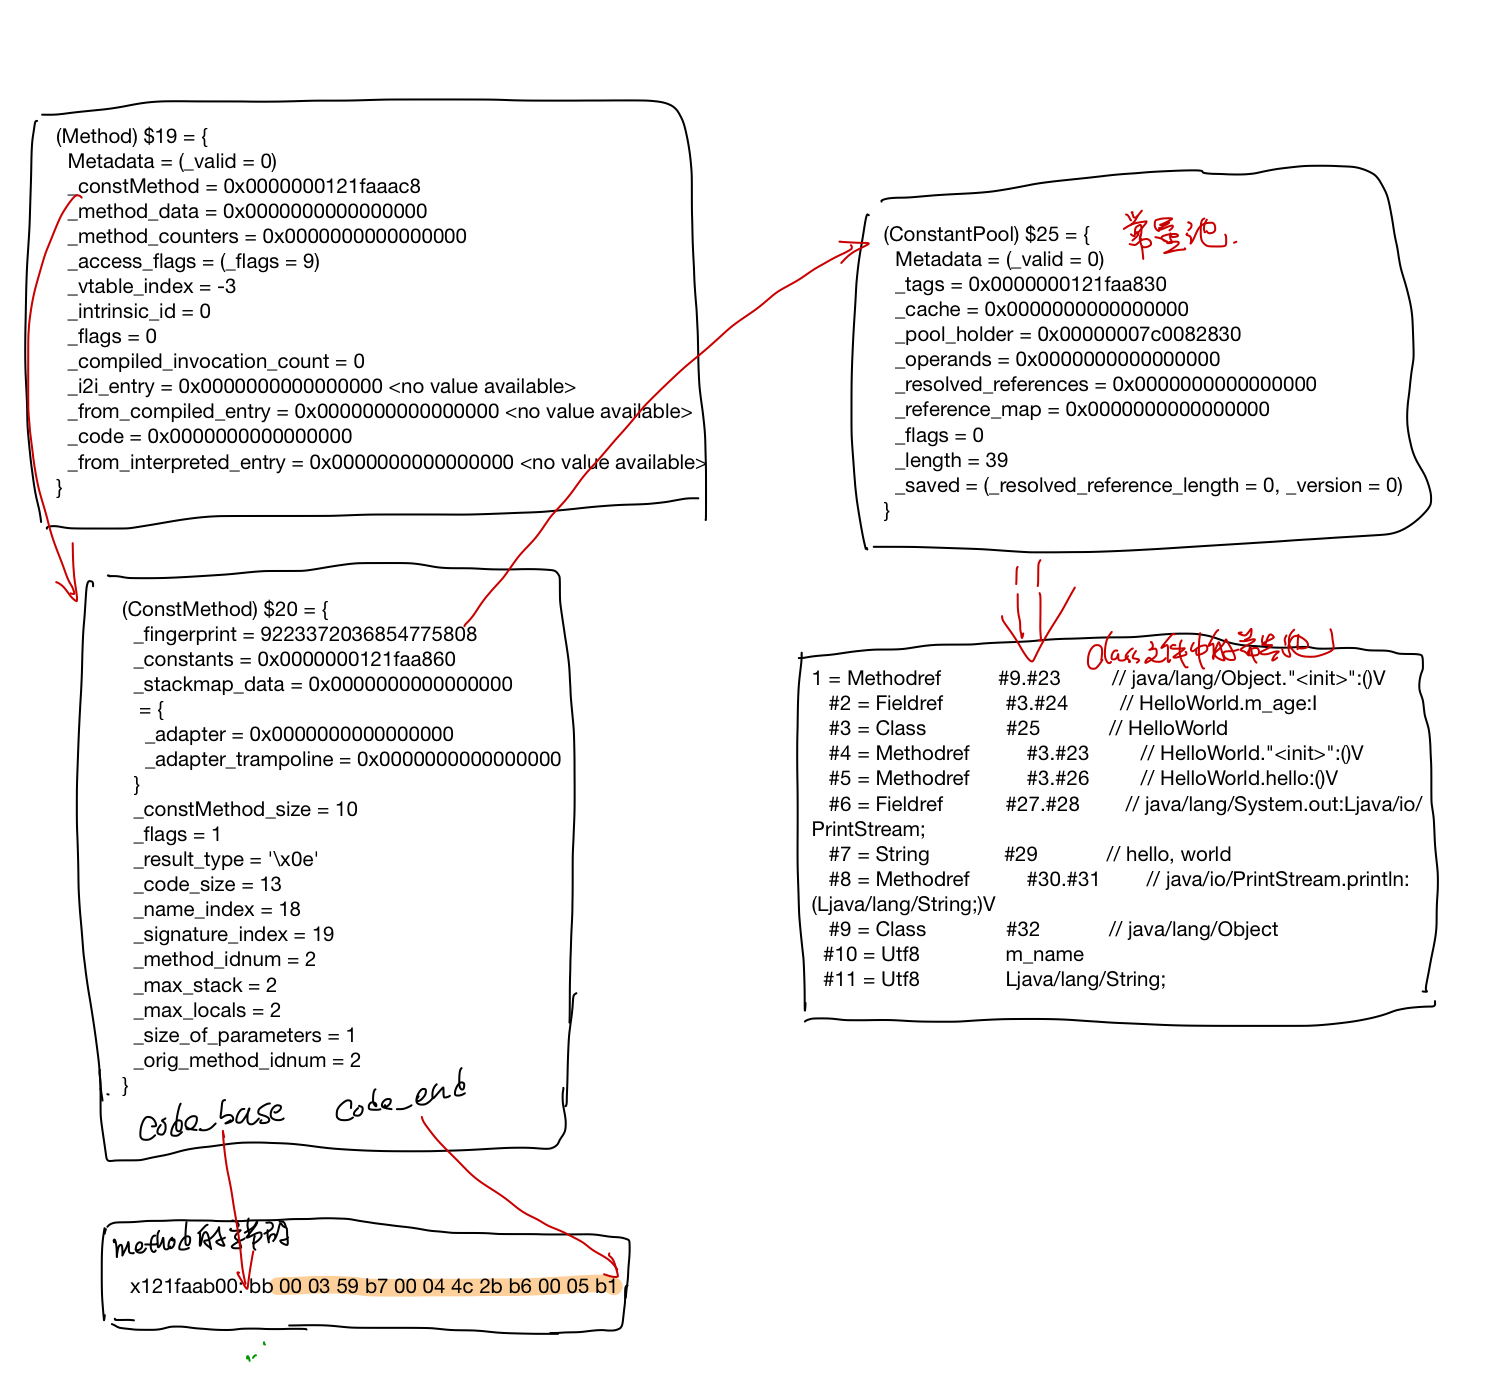 (Method) $19 = {
Metadata = (_valid = 0)
_constMethod = 0x0000000121faaac8
_method_data = 0x0000000000000000
_method_counters = 0x0000000000000000
_access_flags = (_flags = 9)
_vtable_index = -3
_intrinsic_id = 0
_flags = 0
_compiled_invocation_count = 0
_i2i_entry = 0x0000000000000000 <no value available>
_from_compiled_entry = 0x0000000000000000 <no value available>
_code = 0x0000000000000000
_from_interpreted_entry = 0x0000000000000000 <no value available>
}
(ConstMethod) $20 = {
_fingerprint = 9223372036854775808
_constants = 0x0000000121faa860
_stackmap_data = 0x0000000000000000
= {
_adapter = 0x0000000000000000
_adapter_trampoline = 0x0000000000000000
}
_constMethod_size = 10
_flags = 1
_result_type = '\x0e'
_code_size = 13
_name_index = 18
_signature_index = 19
_method_idnum = 2
_max_stack = 2
_max_locals = 2
_size_of_parameters = 1
_orig_method_idnum = 2
}
code_base code_end
method的字节码
x121faab00: bb 00 03 59 b7 00 04 4c 2b b6 00 05 b1
常量池.
(ConstantPool) $25 = {
Metadata = (_valid = 0)
_tags = 0x0000000121faa830
_cache = 0x0000000000000000
_pool_holder = 0x00000007c0082830
_operands = 0x0000000000000000
_resolved_references = 0x0000000000000000
_reference_map = 0x0000000000000000
_flags = 0
_length = 39
_saved = (_resolved_reference_length = 0, _version = 0)
}
Class文件中的常量池
1 = Methodref #9.#23 // java/lang/Object."<init>":()V
#2 = Fieldref #3.#24 // HelloWorld.m_age:I
#3 = Class #25 // HelloWorld
#4 = Methodref #3.#23 // HelloWorld."<init>":()V
#5 = Methodref #3.#26 // HelloWorld.hello:()V
#6 = Fieldref #27.#28 // java/lang/System.out:Ljava/io/
PrintStream;
#7 = String #29 // hello, world
#8 = Methodref #30.#31 // java/io/PrintStream.println:
(Ljava/lang/String;)V
#9 = Class #32 // java/lang/Object
#10 = Utf8 m_name
#11 = Utf8 Ljava/lang/String;